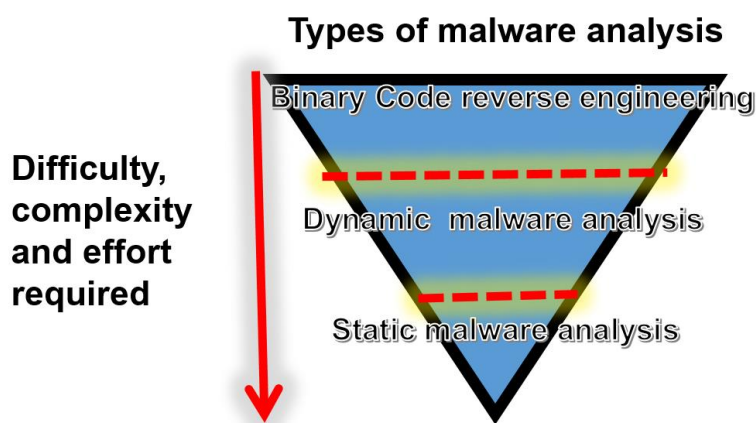 Types of malware analysis
Binary Code reverse engineering
Difficulty,
complexity
and effort
required
Dynamic malware analysis
Static malware analysis